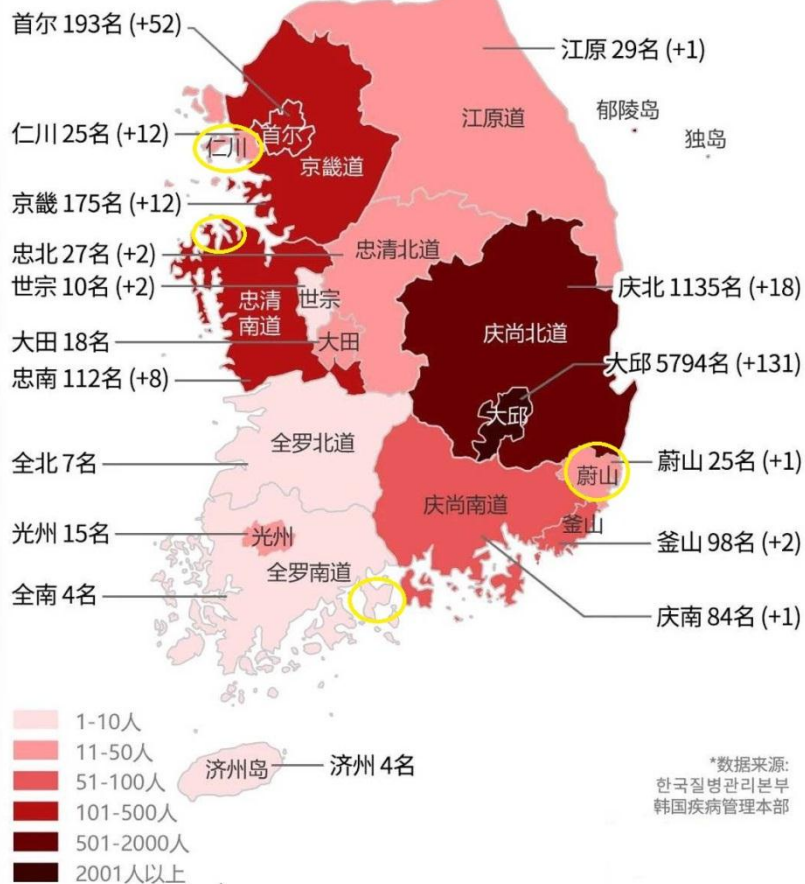 首尔 193名 (+52)
江原 29名 (+1)
郁陵岛
独岛
江原道
仁川 25名 (+12)
首尔
仁川
京畿道
京畿 175名 (+12)
忠北 27名 (+2)
忠清北道
世宗 10名 (+2)
世宗
忠清
南道
庆北 1135名 (+18)
庆尚北道
大田 18名
大田
大邱 5794名 (+131)
忠南 112名 (+8)
大邱
全罗北道
全北 7名
蔚山 25名 (+1)
蔚山
庆尚南道
釜山
光州 15名
光州
釜山 98名 (+2)
全罗南道
全南 4名
庆南 84名 (+1)
1-10人
11-50人
51-100人
101-500人
501-2000人
2001人以上
济州岛
济州 4名
*数据来源:
한국질병관리본부
韩国疾病管理本部